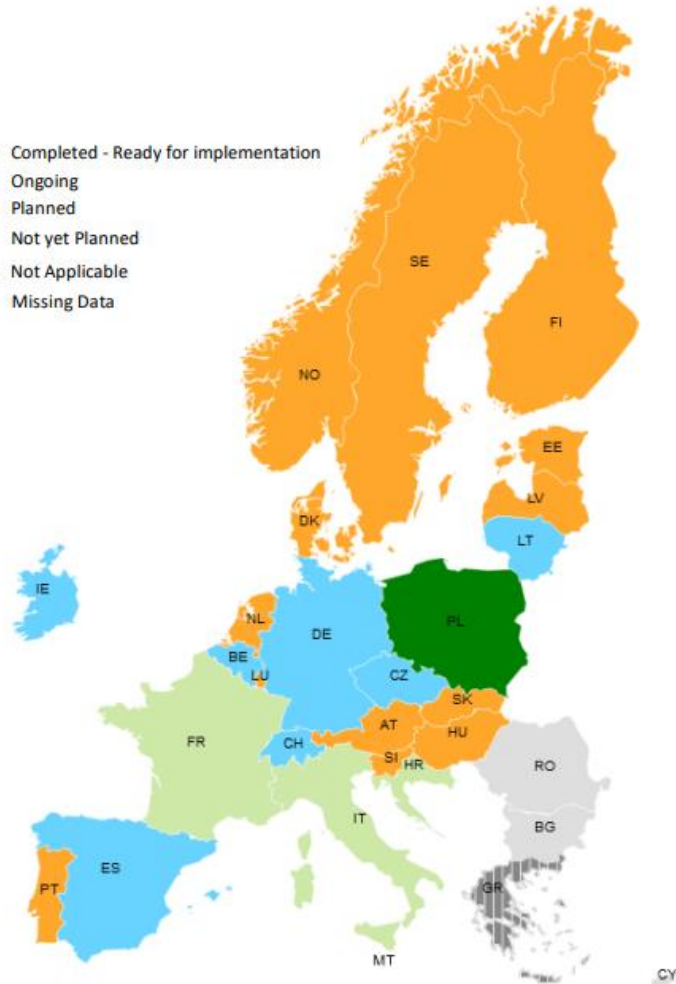 Completed - Ready for implementation
Ongoing
Planned
Not yet Planned
Not Applicable
Missing Data
SE
FI
NO
EE
LV
DK
LT
IE
NL
DE
PL
BE
LU
CZ
SK
AT
FR
CH
HU
SI
HR
RO
IT
BG
ES
PT
GR
MT
CY